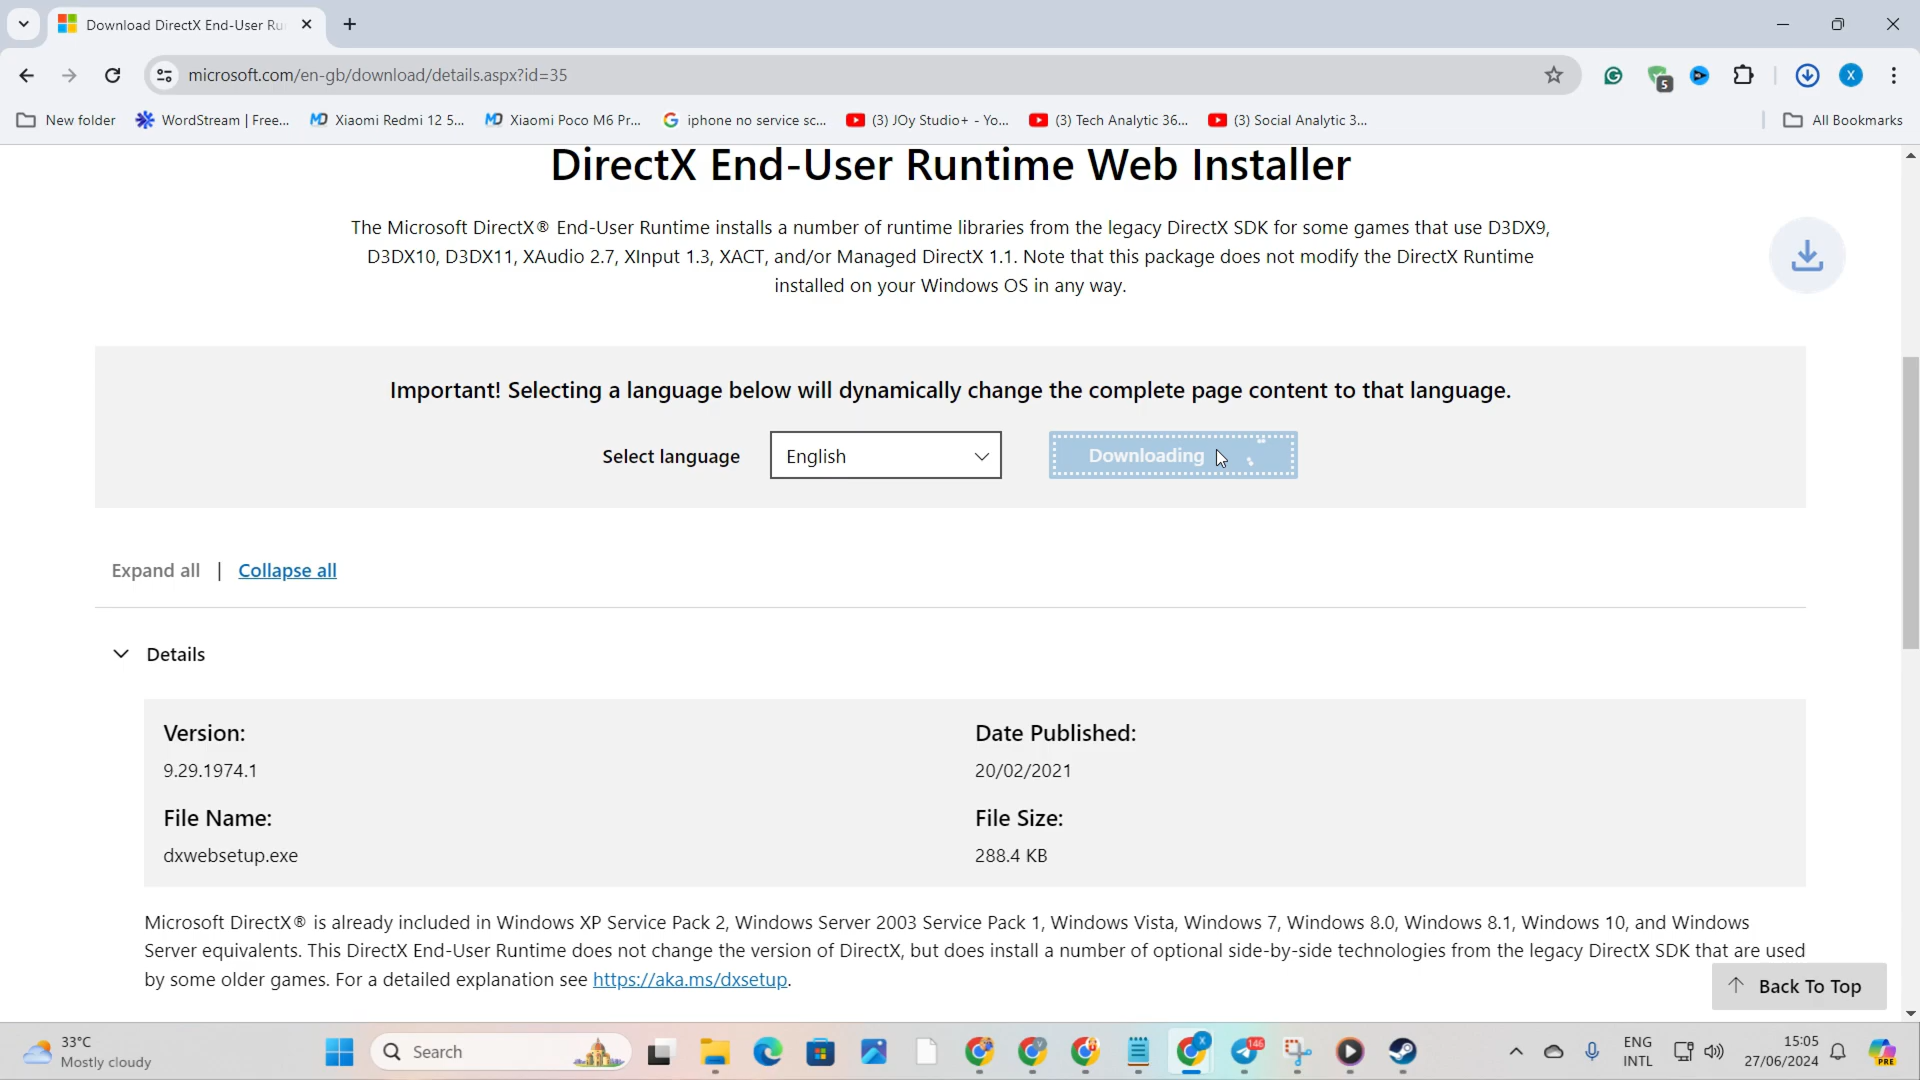 Download DirectX End-User Ru
microsoft.com/en-gb/download/details.aspx?id=35
5
X
New folder
WordStream | Free...
Xiaomi Redmi 12 5...
Xiaomi Poco M6 Pr...
iphone no service sc...
(3) JOy Studio+ - Yo...
(3) Tech Analytic 36...
(3) Social Analytic 3...
All Bookmarks
DirectX End-User Runtime Web Installer
The Microsoft DirectX® End-User Runtime installs a number of runtime libraries from the legacy DirectX SDK for some games that use D3DX9,
D3DX10, D3DX11, XAudio 2.7, XInput 1.3, XACT, and/or Managed DirectX 1.1. Note that this package does not modify the DirectX Runtime
installed on your Windows OS in any way.
Important! Selecting a language below will dynamically change the complete page content to that language.
Select language
English
Downloading
Expand all | Collapse all
Details
Version:
9.29.1974.1
Date Published:
20/02/2021
File Name:
dxwebsetup.exe
File Size:
288.4 KB
Microsoft DirectX® is already included in Windows XP Service Pack 2, Windows Server 2003 Service Pack 1, Windows Vista, Windows 7, Windows 8.0, Windows 8.1, Windows 10, and Windows
Server equivalents. This DirectX End-User Runtime does not change the version of DirectX, but does install a number of optional side-by-side technologies from the legacy DirectX SDK that are used
by some older games. For a detailed explanation see https://aka.ms/dxsetup.
Back To Top
33°C
Mostly cloudy
Search
X
146
ENG
INTL
15:05
27/06/2024
PRE